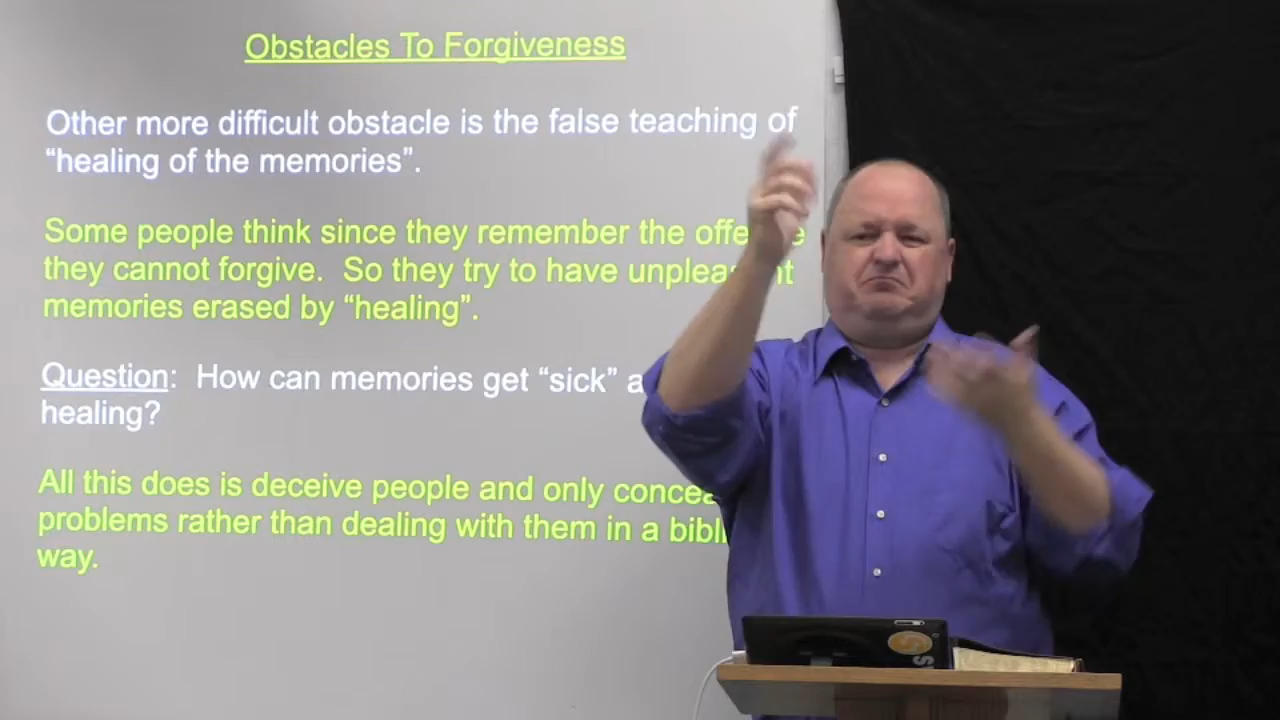 Obstacles To Forgiveness
Other more difficult obstacle is the false teaching of
“healing of the memories”.
Some people think since they remember the
they cannot forgive.  So they try to have
memories erased by “healing”.
Question:  How can memories get “sick”
healing?
All this does is deceive people and only
problems rather than dealing with them in a
way.